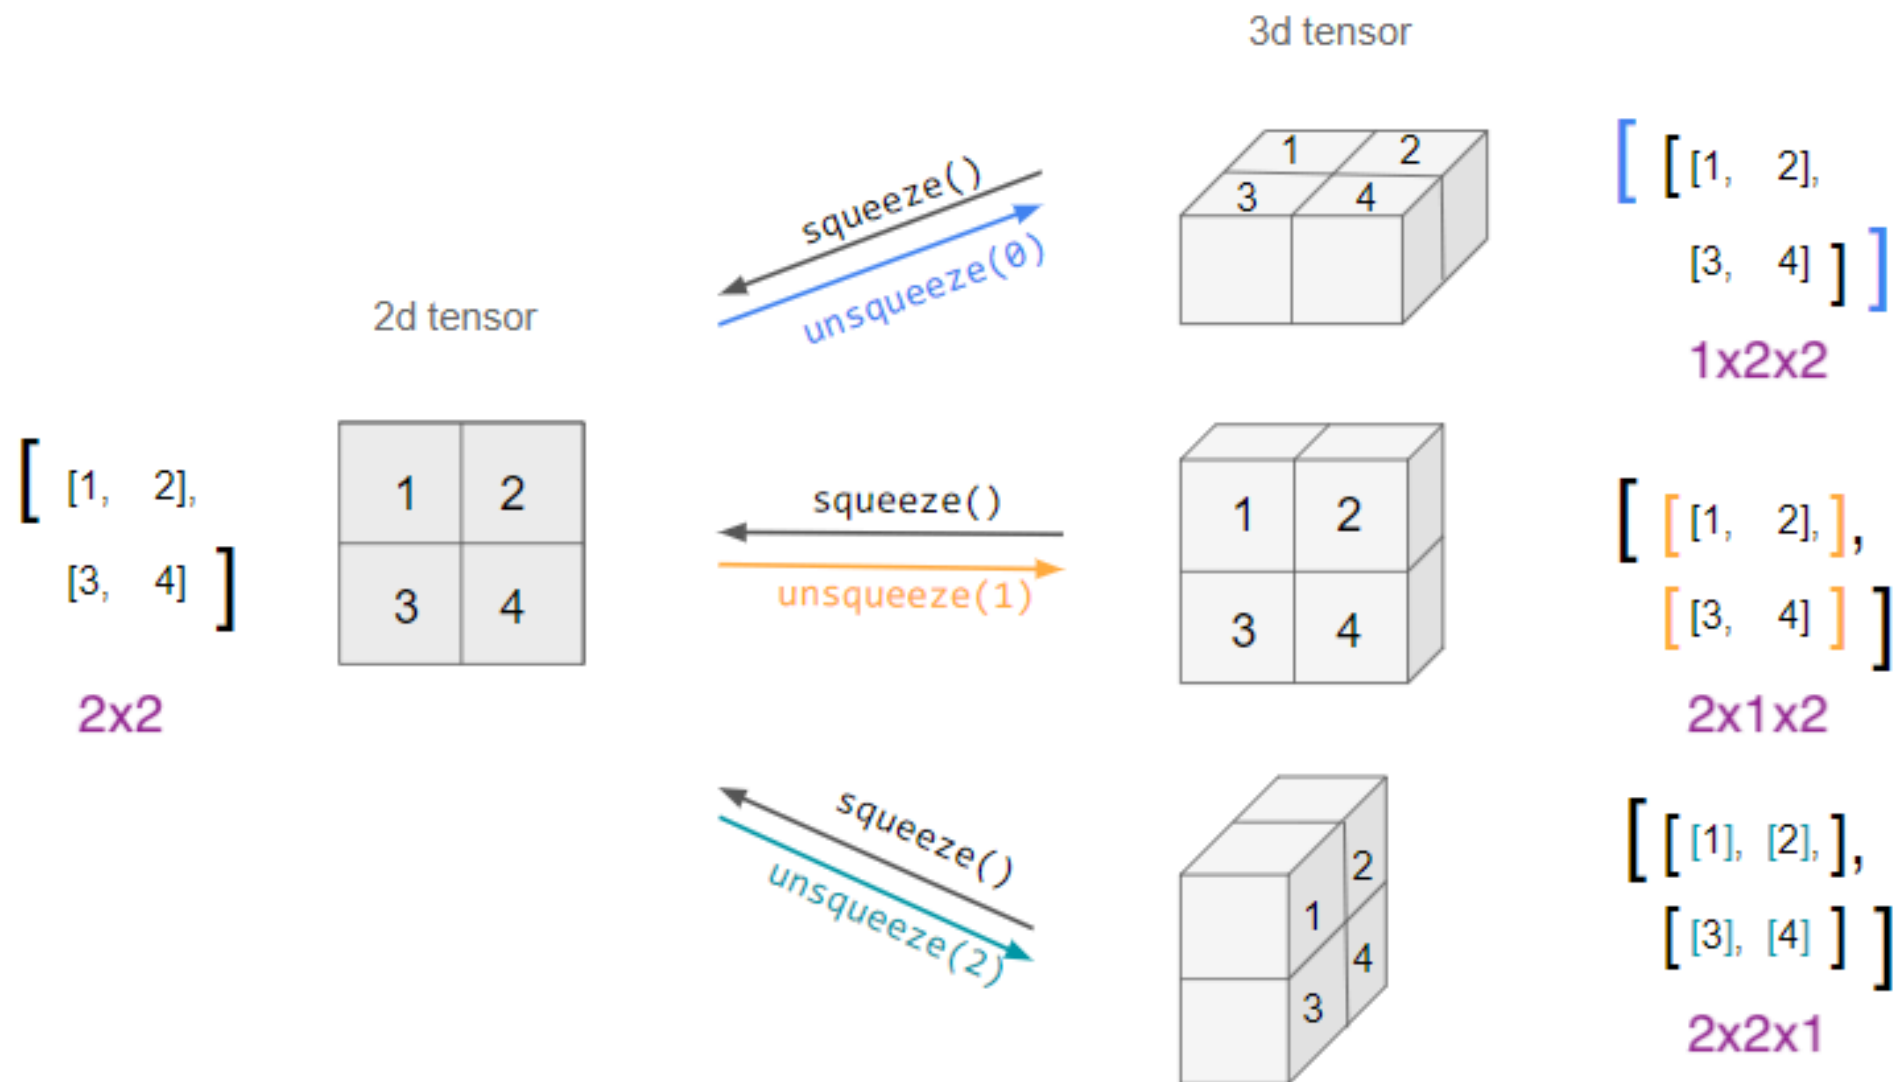 3d tensor
2d tensor
[ [1, 2],
[3, 4] ]
2x2
1 2
3 4
squeeze()
unsqueeze(0)
1 2
3 4
[ [ [1, 2],
[3, 4] ] ]
1x2x2
squeeze()
unsqueeze(1)
1 2
3 4
[ [ [1, 2], ],
[ [3, 4] ] ]
2x1x2
squeeze()
unsqueeze(2)
1 2
3 4
[ [ [1], [2], ],
[ [3], [4] ] ]
2x2x1